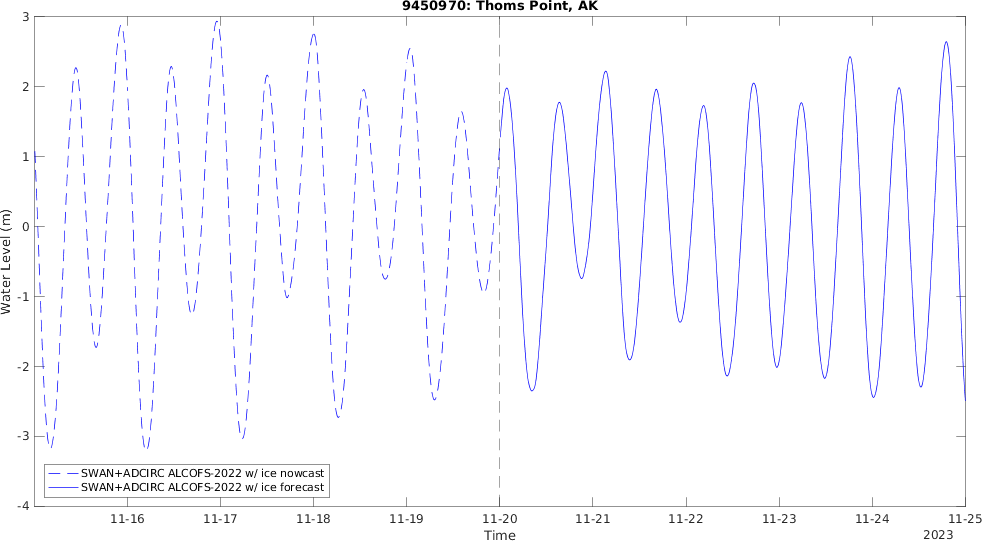 9450970: Thoms Point, AK
3
2
1
0
-1
-2
-3
-4
Water Level (m)
SWAN+ADCIRC ALCOFS-2022 w/ ice nowcast
SWAN+ADCIRC ALCOFS-2022 w/ ice forecast
11-16 11-17 11-18 11-19 11-20 11-21 11-22 11-23 11-24 11-25
Time
2023